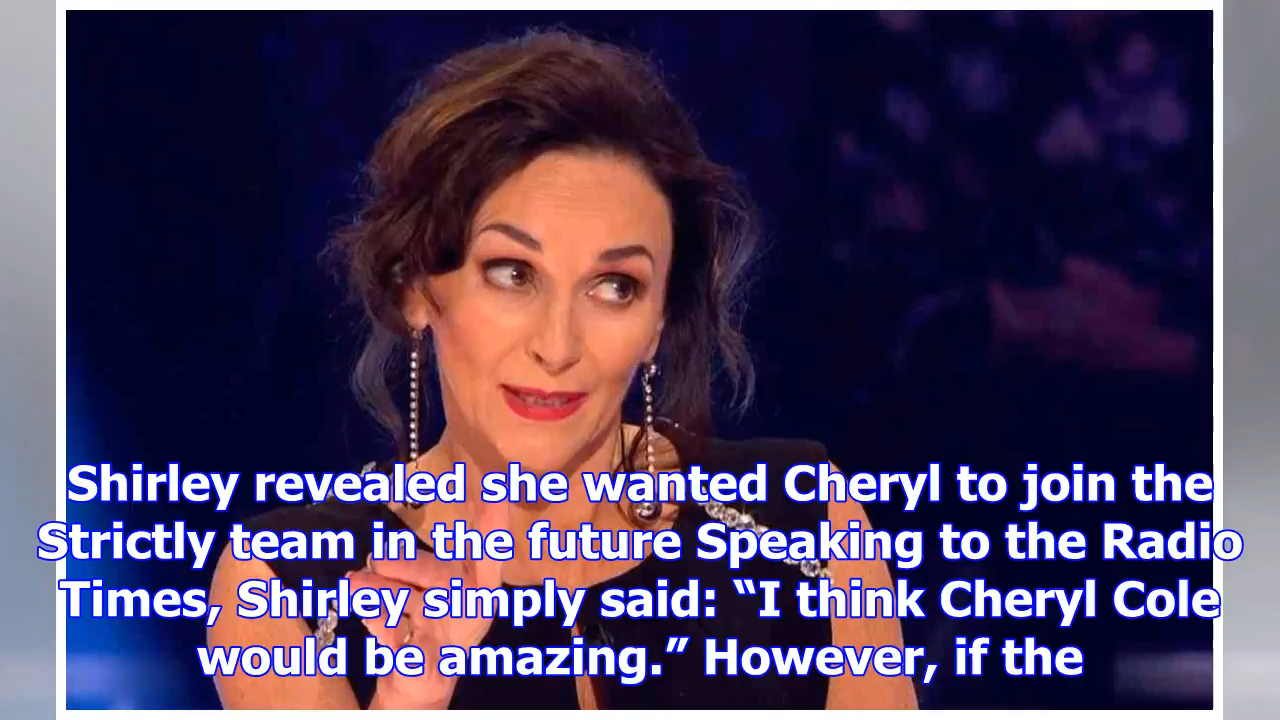 Shirley revealed she wanted Cheryl to join the
Strictly team in the future Speaking to the Radio
Times, Shirley simply said: “I think Cheryl Cole
would be amazing.” However, if the